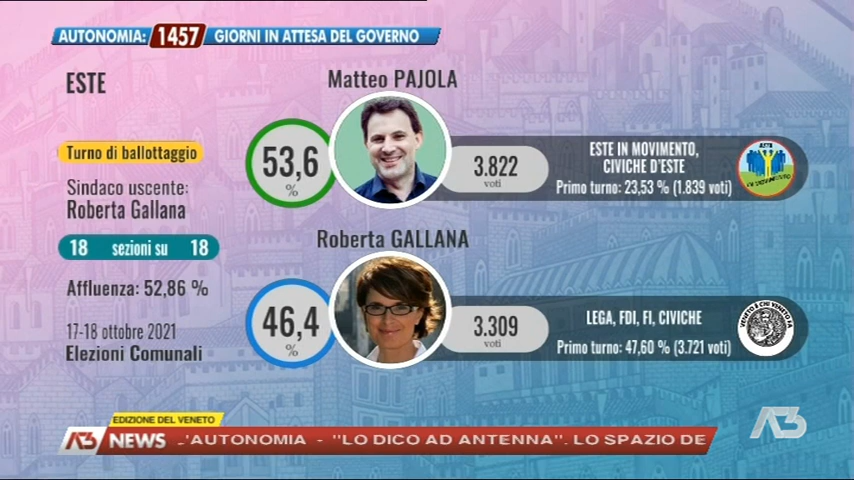 AUTONOMIA: 1457 GIORNI IN ATTESA DEL GOVERNO
ESTE
Turno di ballottaggio
Sindaco uscente:
Roberta Gallana
18 sezioni su 18
Affluenza: 52,86 %
17-18 ottobre 2021
Elezioni Comunali
Matteo PAJOLA
53,6
%
3.822
voti
ESTE IN MOVIMENTO,
CIVICHE D'ESTE
Primo turno: 23,53 % (1.839 voti)
Roberta GALLANA
46,4
%
3.309
voti
LEGA, FDI, FI, CIVICHE
Primo turno: 47,60 % (3.721 voti)
VENETO È CHI VENETO FA
EDIZIONE DEL VENETO
A3 NEWS
L'AUTONOMIA - "LO DICO AD ANTENNA". LO SPAZIO DE
A3